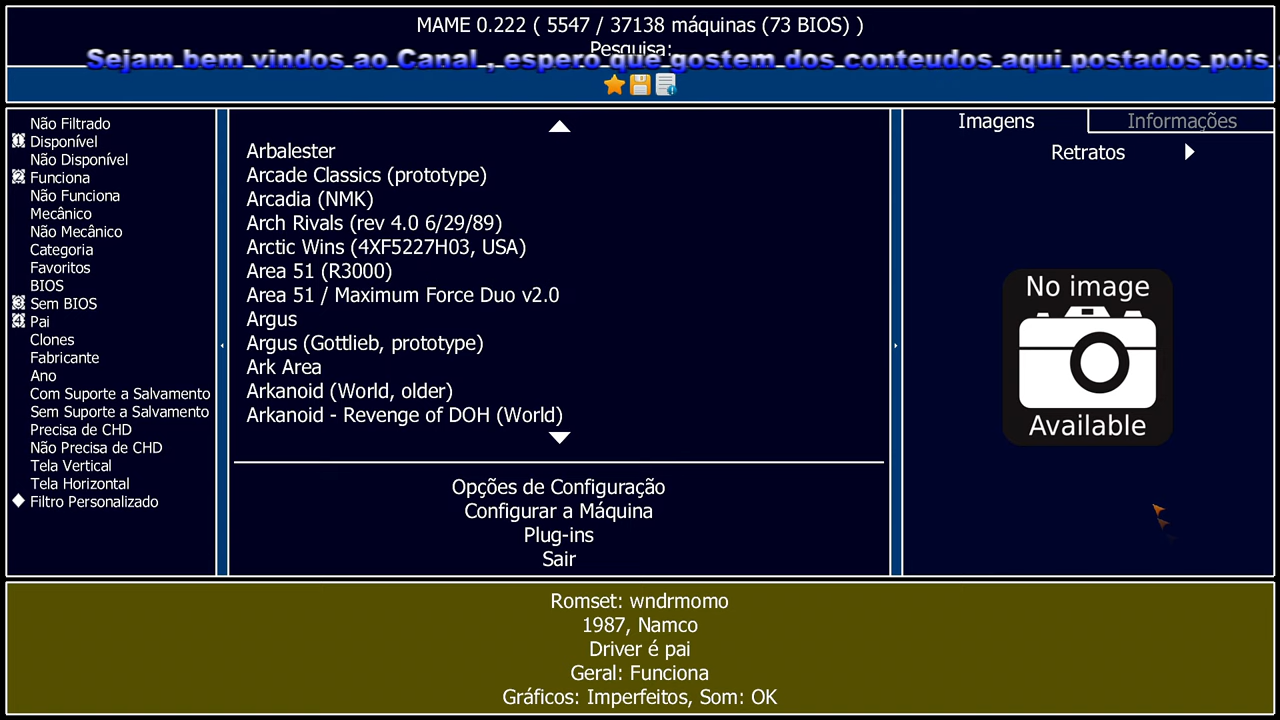 MAME 0.222 ( 5547 / 37138 máquinas (73 BIOS) )
Pesquisa:
Sejam bem vindos ao Canal , espero que gostem dos conteudos aqui postados pois
Não Filtrado
Disponível
Não Disponível
Funciona
Não Funciona
Mecânico
Não Mecânico
Categoria
Favoritos
BIOS
Sem BIOS
Pai
Clones
Fabricante
Ano
Com Suporte a Salvamento
Sem Suporte a Salvamento
Precisa de CHD
Não Precisa de CHD
Tela Vertical
Tela Horizontal
Filtro Personalizado
Arbalester
Arcade Classics (prototype)
Arcadia (NMK)
Arch Rivals (rev 4.0 6/29/89)
Arctic Wins (4XF5227H03, USA)
Area 51 (R3000)
Area 51 / Maximum Force Duo v2.0
Argus
Argus (Gottlieb, prototype)
Ark Area
Arkanoid (World, older)
Arkanoid - Revenge of DOH (World)
Opções de Configuração
Configurar a Máquina
Plug-ins
Sair
Imagens
Informações
Retratos
No image
Available
Romset: wndrmomo
1987, Namco
Driver é pai
Geral: Funciona
Gráficos: Imperfeitos, Som: OK